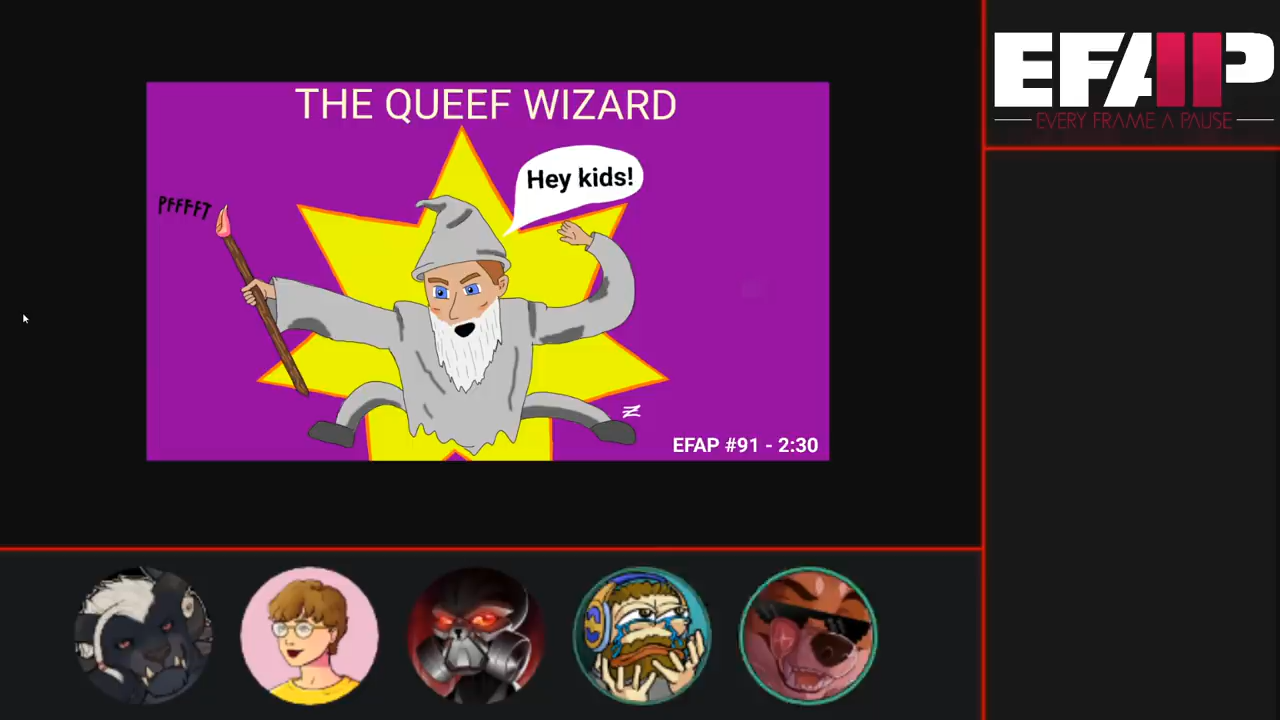 THE QUEEF WIZARD
Hey kids!
PFFFFT
EFAP #91 - 2:30
EFAP
EVERY FRAME A PAUSE